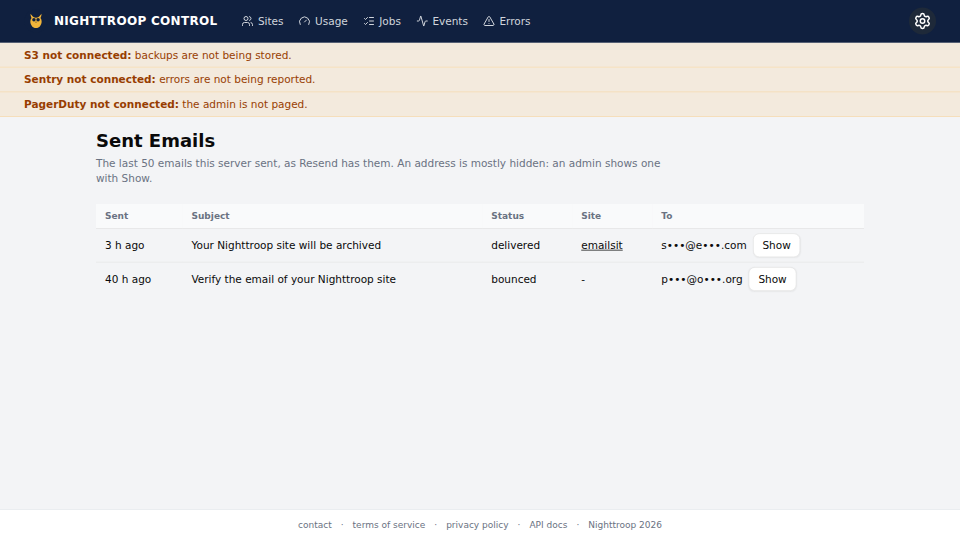 NIGHTTROOP CONTROL Sites Usage Jobs Events Errors
S3 not connected: backups are not being stored.
Sentry not connected: errors are not being reported.
PagerDuty not connected: the admin is not paged.
Sent Emails
The last 50 emails this server sent, as Resend has them. An address is mostly hidden: an admin shows one
with Show.
Sent Subject Status Site To
3 h ago Your Nighttroop site will be archived delivered emailsit s•••@e•••.com Show
40 h ago Verify the email of your Nighttroop site bounced - p•••@o•••.org Show
contact · terms of service · privacy policy · API docs · Nighttroop 2026